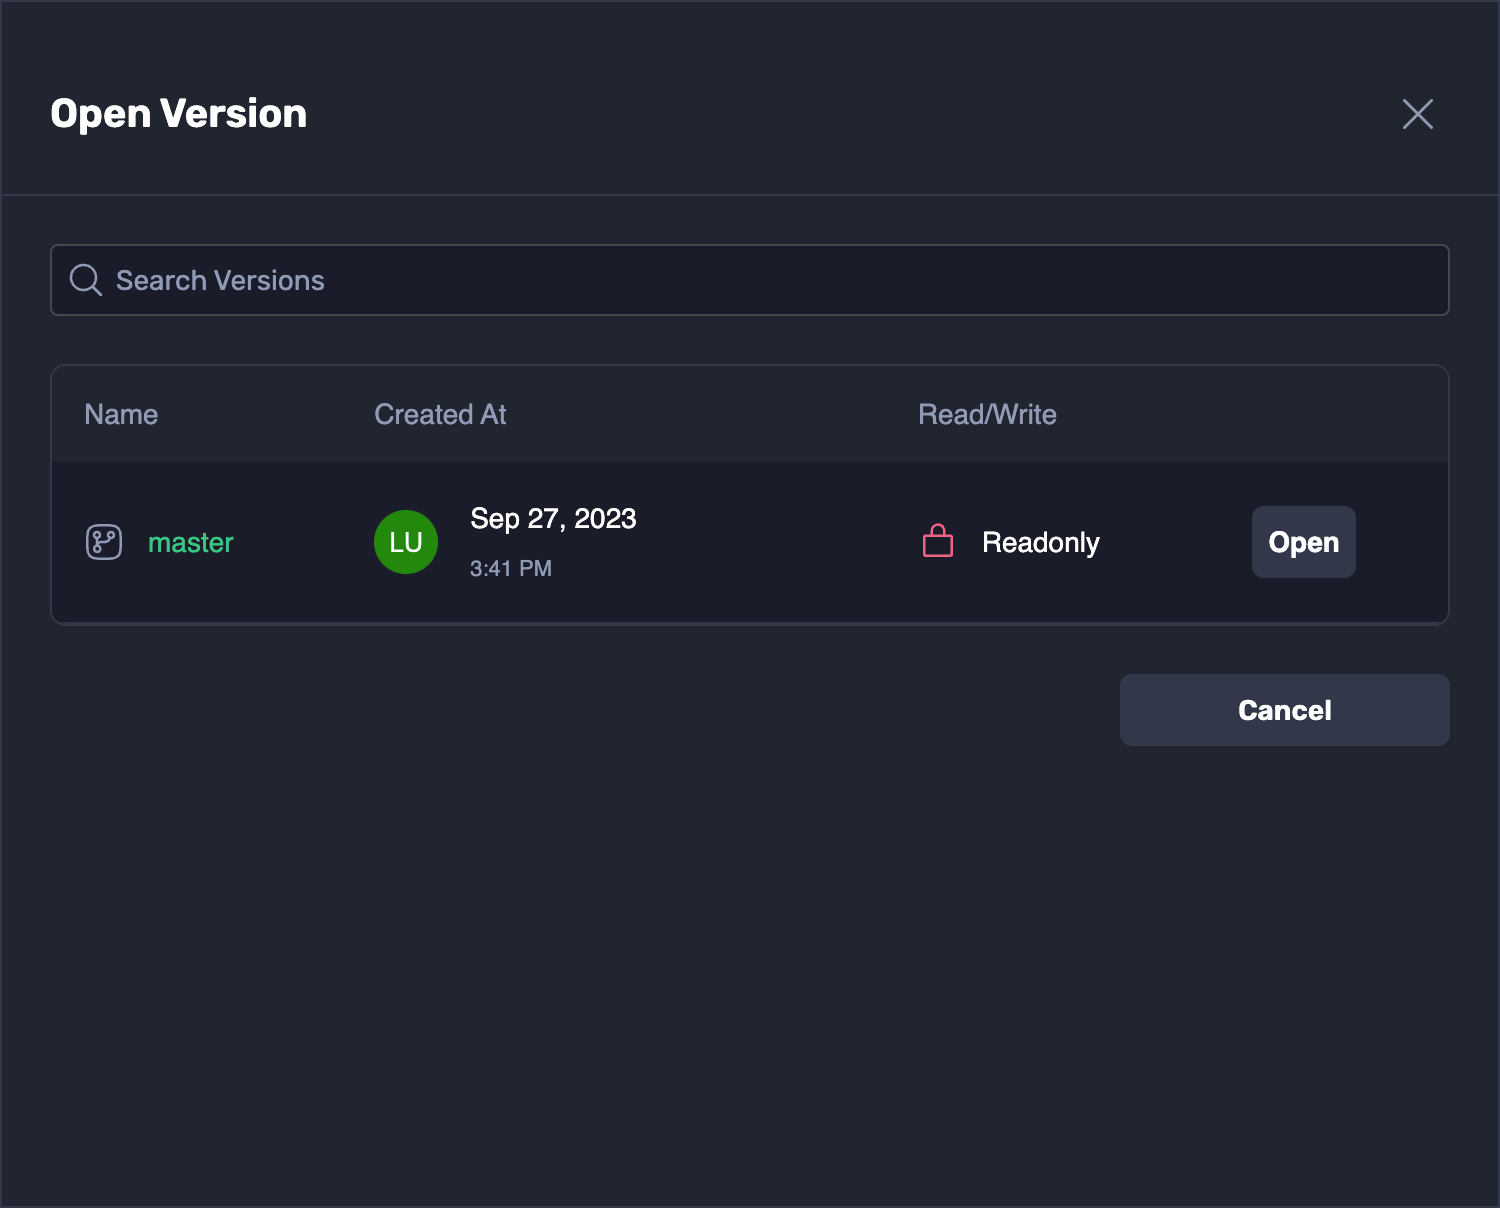 Open Version
Search Versions
Name Created At Read/Write
master LU Sep 27, 2023 3:41 PM Readonly Open
Cancel